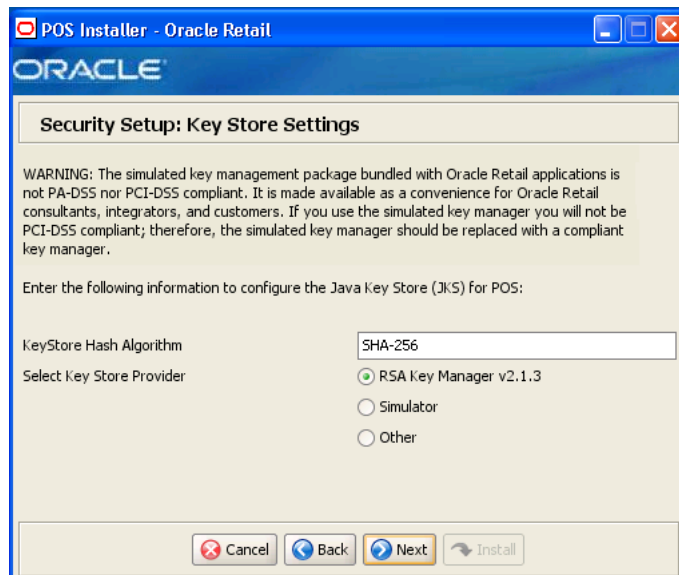 POS Installer - Oracle Retail
ORACLE
Security Setup: Key Store Settings
WARNING: The simulated key management package bundled with Oracle Retail applications is
not PA-DSS nor PCI-DSS compliant. It is made available as a convenience for Oracle Retail
consultants, integrators, and customers. If you use the simulated key manager you will not be
PCI-DSS compliant; therefore, the simulated key manager should be replaced with a compliant
key manager.
Enter the following information to configure the Java Key Store (JKS) for POS:
KeyStore Hash Algorithm SHA-256
Select Key Store Provider RSA Key Manager v2.1.3
Simulator
Other
Cancel Back Next Install